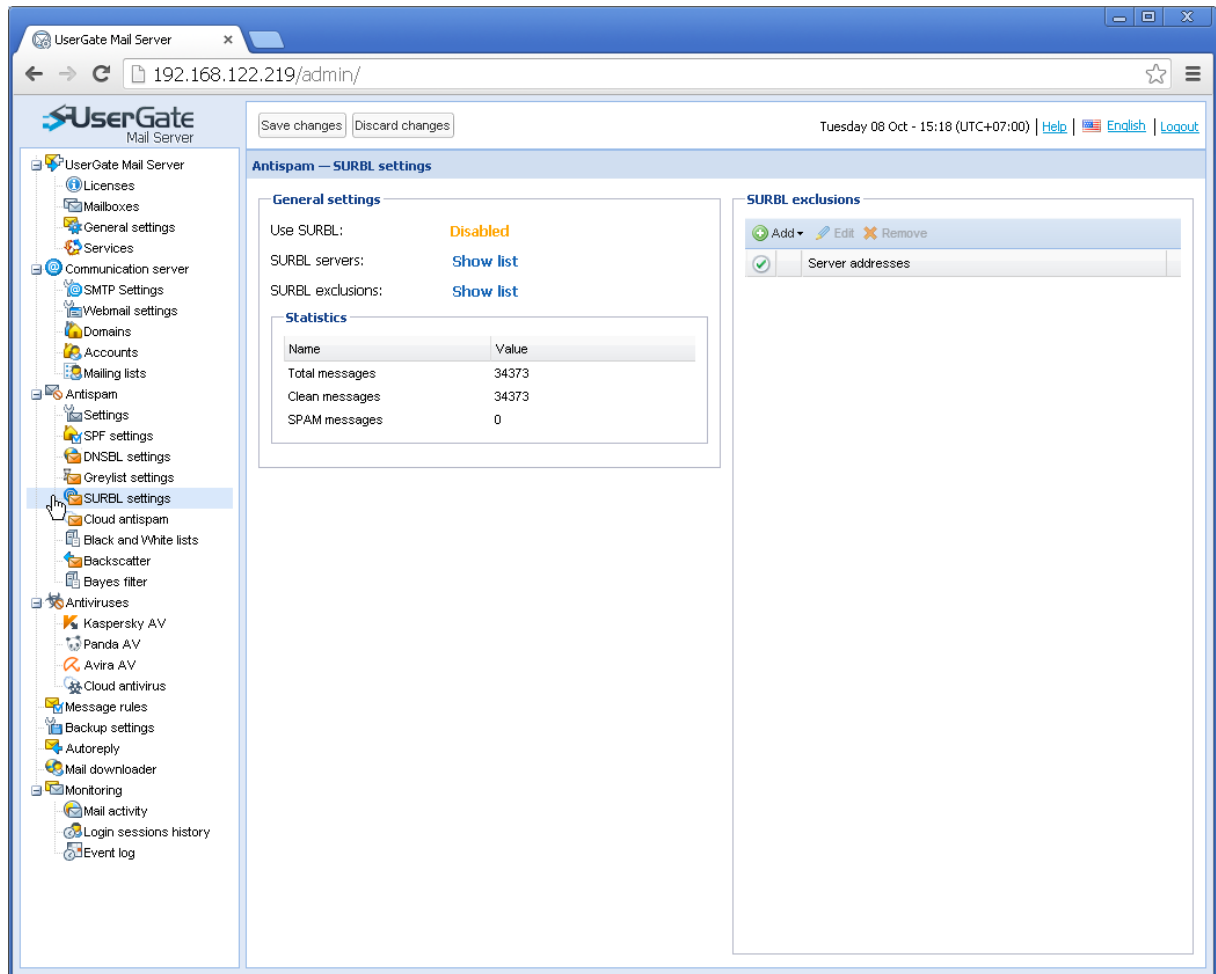 UserGate Mail Server
192.168.122.219/admin/
UserGate
Mail Server
Save changes Discard changes
Tuesday 08 Oct - 15:18 (UTC+07:00) | Help | English | Logout
UserGate Mail Server
Licenses
Mailboxes
General settings
Services
Communication server
SMTP Settings
Webmail settings
Domains
Accounts
Mailing lists
Antispam
Settings
SPF settings
DNSBL settings
Greylist settings
SURBL settings
Cloud antispam
Black and White lists
Backscatter
Bayes filter
Antiviruses
Kaspersky AV
Panda AV
Avira AV
Cloud antivirus
Message rules
Backup settings
Autoreply
Mail downloader
Monitoring
Mail activity
Login sessions history
Event log
Antispam — SURBL settings
General settings
Use SURBL: Disabled
SURBL servers: Show list
SURBL exclusions: Show list
Statistics
Name Value
Total messages 34373
Clean messages 34373
SPAM messages 0
SURBL exclusions
Add Edit Remove
Server addresses